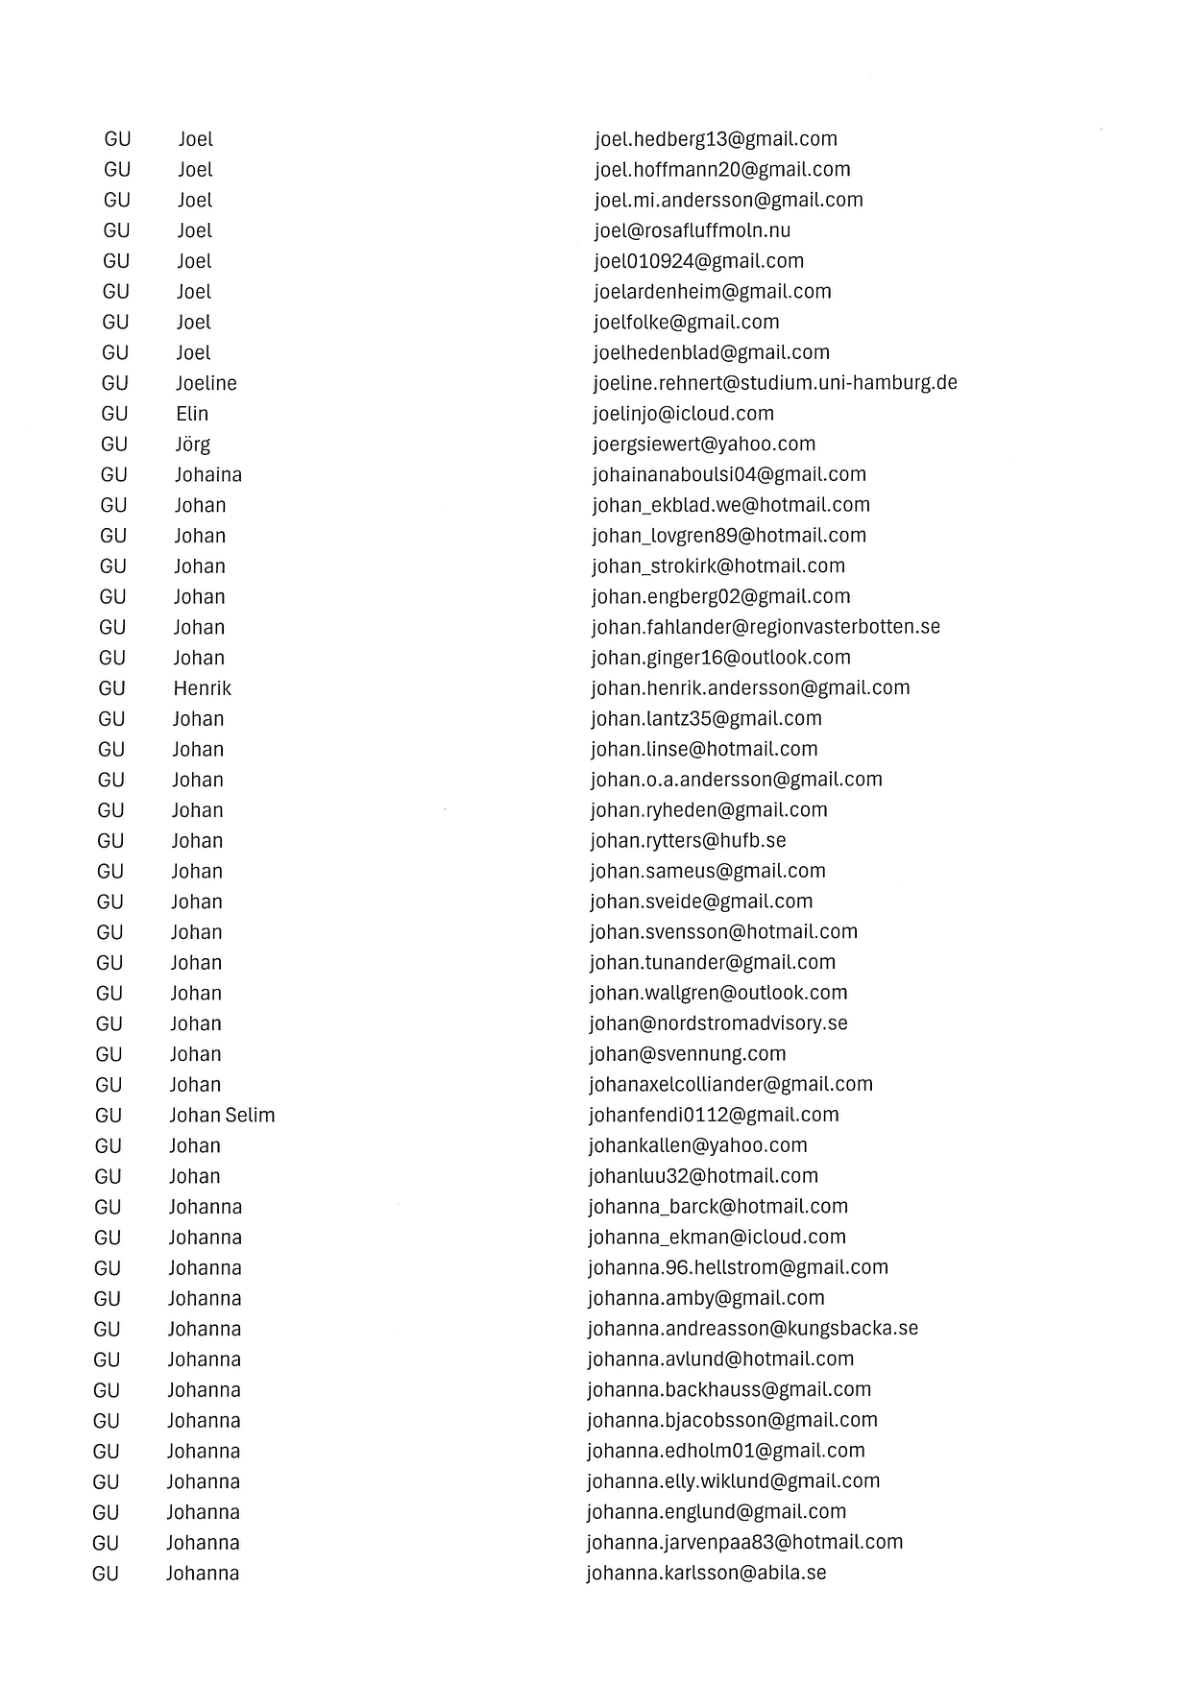 GU Joel joel.hedberg13@gmail.com
GU Joel joel.hoffmann20@gmail.com
GU Joel joel.mi.andersson@gmail.com
GU Joel joel@rosafluffmoln.nu
GU Joel joel010924@gmail.com
GU Joel joelardenheim@gmail.com
GU Joel joelfolke@gmail.com
GU Joel joelhedenblad@gmail.com
GU Joeline joeline.rehnert@studium.uni-hamburg.de
GU Elin joelinjo@icloud.com
GU Jörg joergsiewert@yahoo.com
GU Johaina johainanaboulsi04@gmail.com
GU Johan johan_ekblad.we@hotmail.com
GU Johan johan_lovgren89@hotmail.com
GU Johan johan_strokirk@hotmail.com
GU Johan johan.engberg02@gmail.com
GU Johan johan.fahlander@regionvasterbotten.se
GU Johan johan.ginger16@outlook.com
GU Henrik johan.henrik.andersson@gmail.com
GU Johan johan.lantz35@gmail.com
GU Johan johan.linse@hotmail.com
GU Johan johan.o.a.andersson@gmail.com
GU Johan johan.ryheden@gmail.com
GU Johan johan.rytters@hufb.se
GU Johan johan.sameus@gmail.com
GU Johan johan.sveide@gmail.com
GU Johan johan.svensson@hotmail.com
GU Johan johan.tunander@gmail.com
GU Johan johan.wallgren@outlook.com
GU Johan johan@nordstromadvisory.se
GU Johan johan@svennung.com
GU Johan johanaxelcolliander@gmail.com
GU Johan Selim johanfendi0112@gmail.com
GU Johan johankallen@yahoo.com
GU Johan johanluu32@hotmail.com
GU Johanna johanna_barck@hotmail.com
GU Johanna johanna_ekman@icloud.com
GU Johanna johanna.96.hellstrom@gmail.com
GU Johanna johanna.amby@gmail.com
GU Johanna johanna.andreasson@kungsbacka.se
GU Johanna johanna.avlund@hotmail.com
GU Johanna johanna.backhauss@gmail.com
GU Johanna johanna.bjacobsson@gmail.com
GU Johanna johanna.edholm01@gmail.com
GU Johanna johanna.elly.wiklund@gmail.com
GU Johanna johanna.englund@gmail.com
GU Johanna johanna.jarvenpaa83@hotmail.com
GU Johanna johanna.karlsson@abila.se